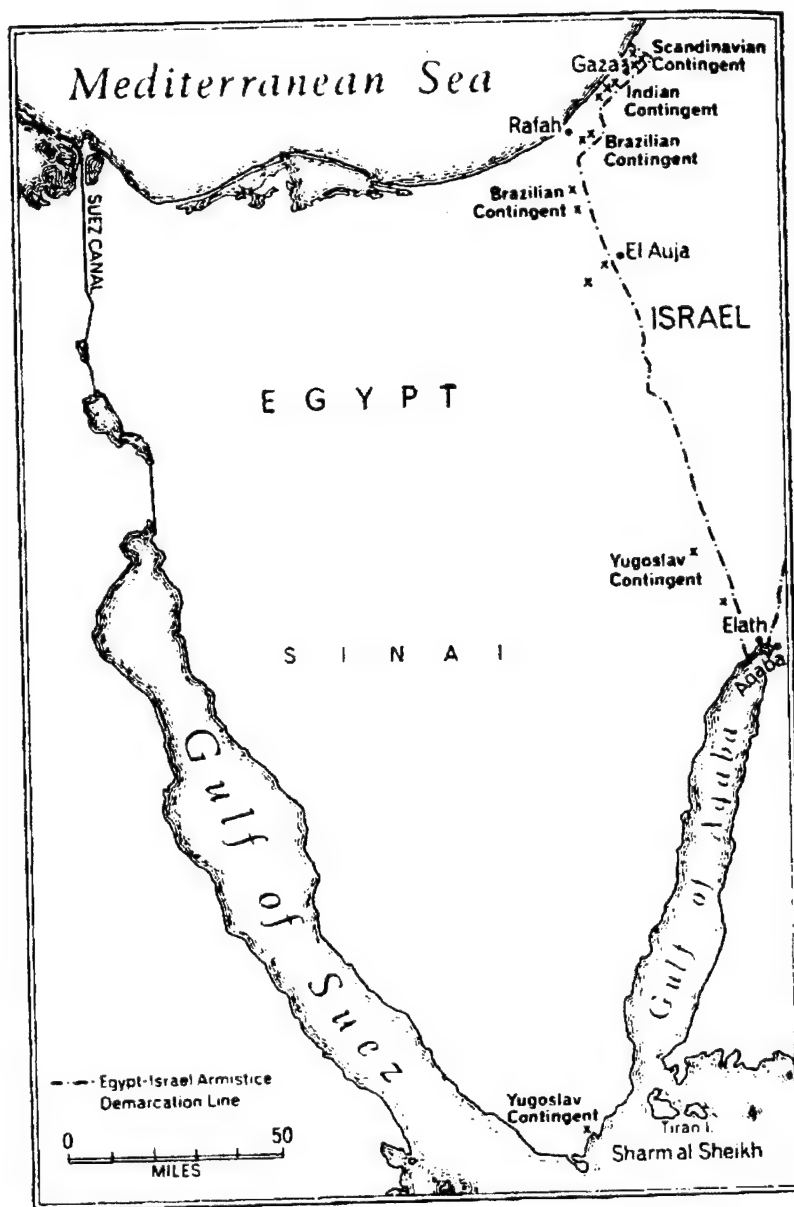 Mediterranean Sea
Scandinavian
Contingent
Gaza
Indian
Contingent
Rafah
Brazilian
Contingent
Brazilian
Contingent
SUEZ CANAL
El Auja
ISRAEL
EGYPT
Yugoslav
Contingent
Elath
Aqaba
SINAI
Gulf of Suez
Gulf of Aqaba
Egypt-Israel Armistice
Demarcation Line
0 50
MILES
Yugoslav
Contingent
Tiran I.
Sharm al Sheikh